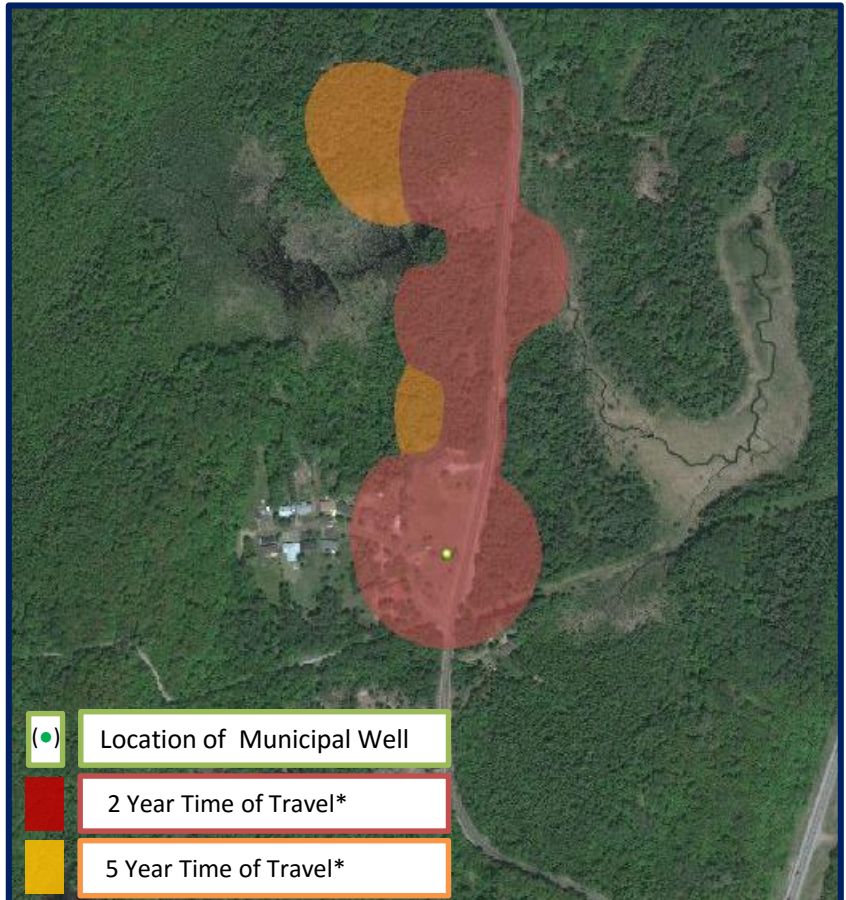 (•) Location of Municipal Well
2 Year Time of Travel*
5 Year Time of Travel*